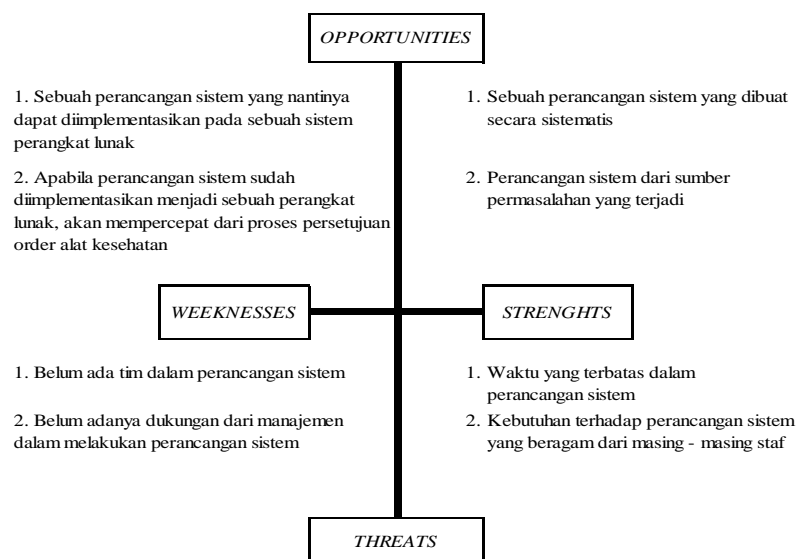 OPPORTUNITIES
1. Sebuah perancangan sistem yang nantinya
dapat diimplementasikan pada sebuah sistem
perangkat lunak
2. Apabila perancangan sistem sudah
diimplementasikan menjadi sebuah perangkat
lunak, akan mempercepat dari proses persetujuan
order alat kesehatan
1. Sebuah perancangan sistem yang dibuat
secara sistematis
2. Perancangan sistem dari sumber
permasalahan yang terjadi
WEEKNESSES
STRENGHTS
1. Belum ada tim dalam perancangan sistem
2. Belum adanya dukungan dari manajemen
dalam melakukan perancangan sistem
1. Waktu yang terbatas dalam
perancangan sistem
2. Kebutuhan terhadap perancangan sistem
yang beragam dari masing - masing staf
THREATS